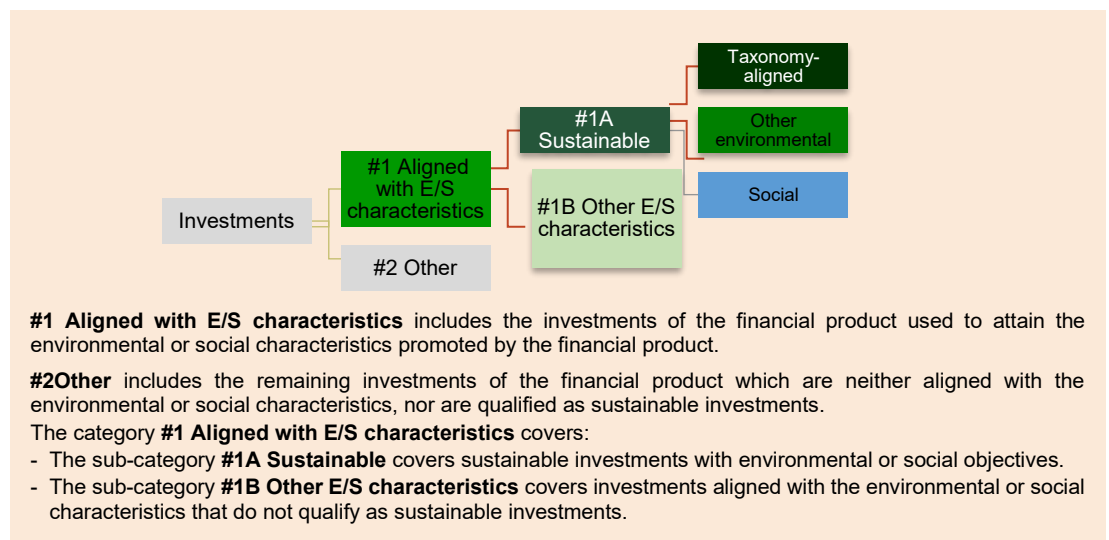 Taxonomy-
aligned
#1A
Sustainable
Other
environmental
#1 Aligned
with E/S
characteristics
Social
#1B Other E/S
characteristics
Investments
#2 Other
#1 Aligned with E/S characteristics includes the investments of the financial product used to attain the
environmental or social characteristics promoted by the financial product.
#2Other includes the remaining investments of the financial product which are neither aligned with the
environmental or social characteristics, nor are qualified as sustainable investments.
The category #1 Aligned with E/S characteristics covers:
- The sub-category #1A Sustainable covers sustainable investments with environmental or social objectives.
- The sub-category #1B Other E/S characteristics covers investments aligned with the environmental or social
characteristics that do not qualify as sustainable investments.